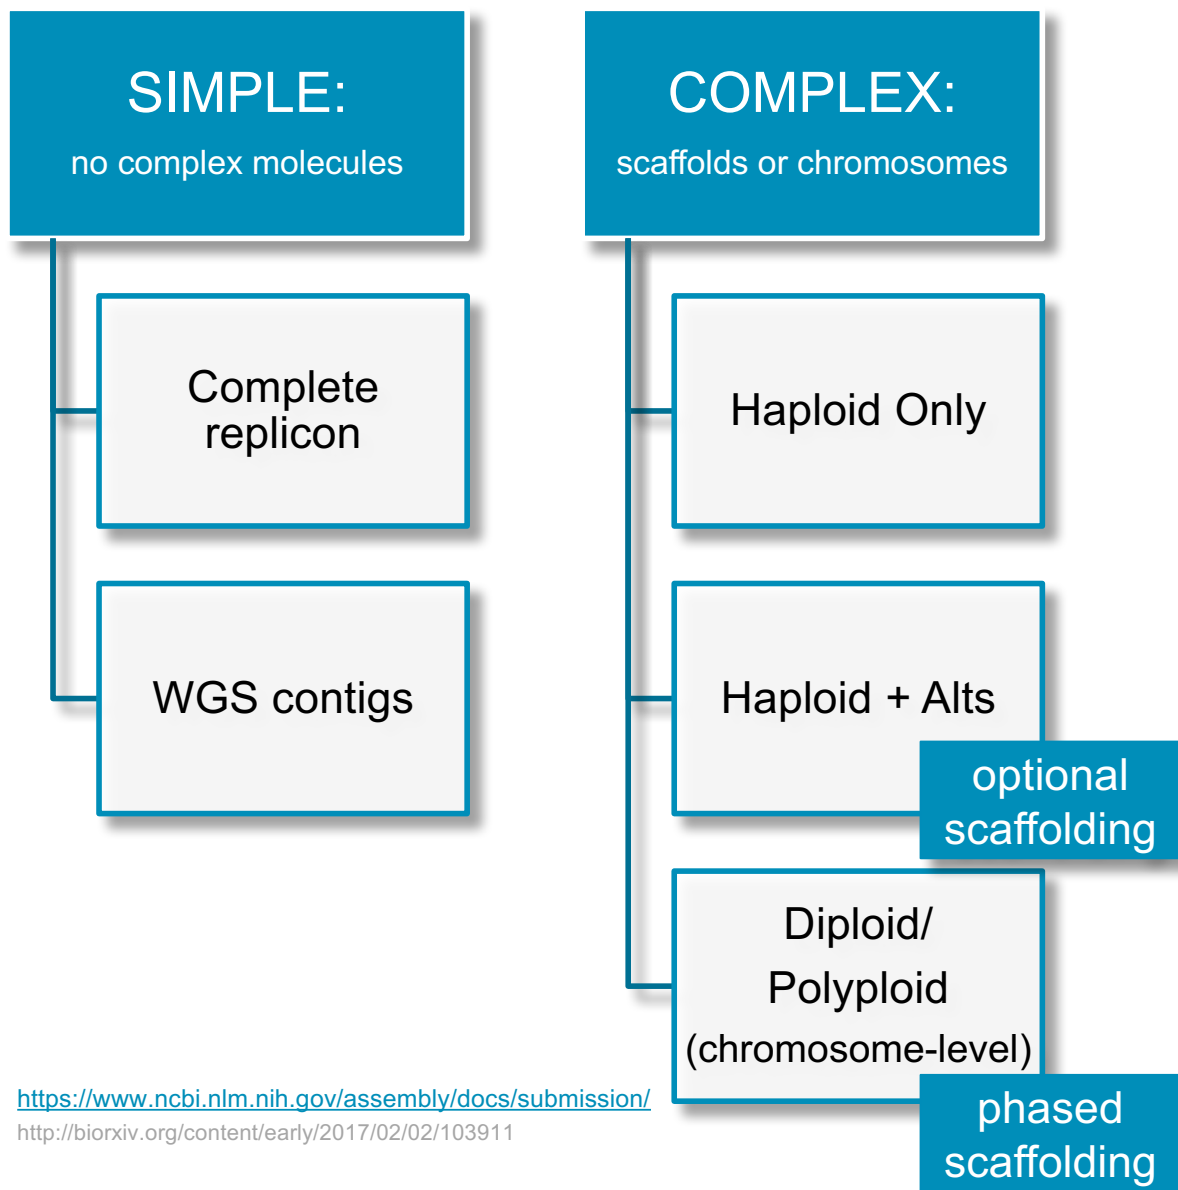 SIMPLE:
no complex molecules
Complete
replicon
WGS contigs
COMPLEX:
scaffolds or chromosomes
Haploid Only
Haploid + Alts
optional
scaffolding
Diploid/
Polyploid
(chromosome-level)
phased
scaffolding
https://www.ncbi.nlm.nih.gov/assembly/docs/submission/
http://biorxiv.org/content/early/2017/02/02/103911